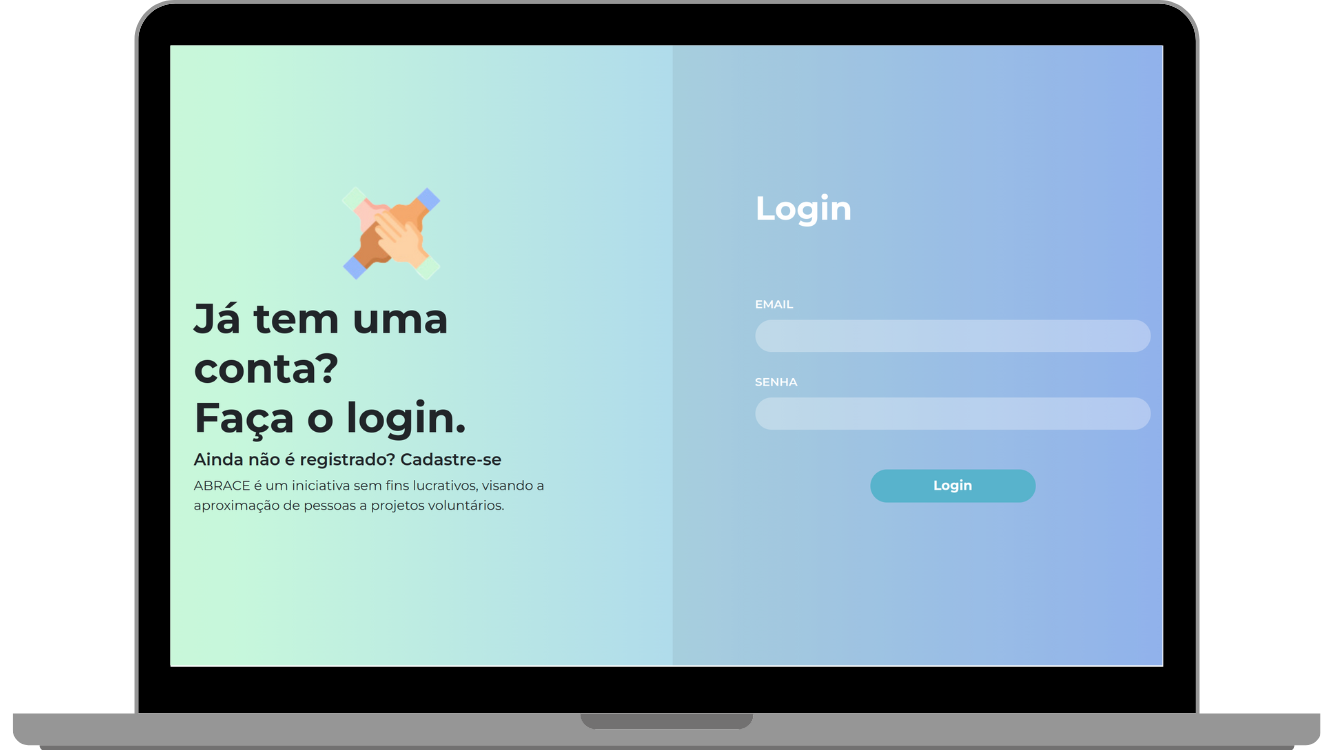 Já tem uma
conta?
Faça o login.
Ainda não é registrado? Cadastre-se
ABRACE é um iniciativa sem fins lucrativos, visando a
aproximação de pessoas a projetos voluntários.
Login
EMAIL
SENHA
Login